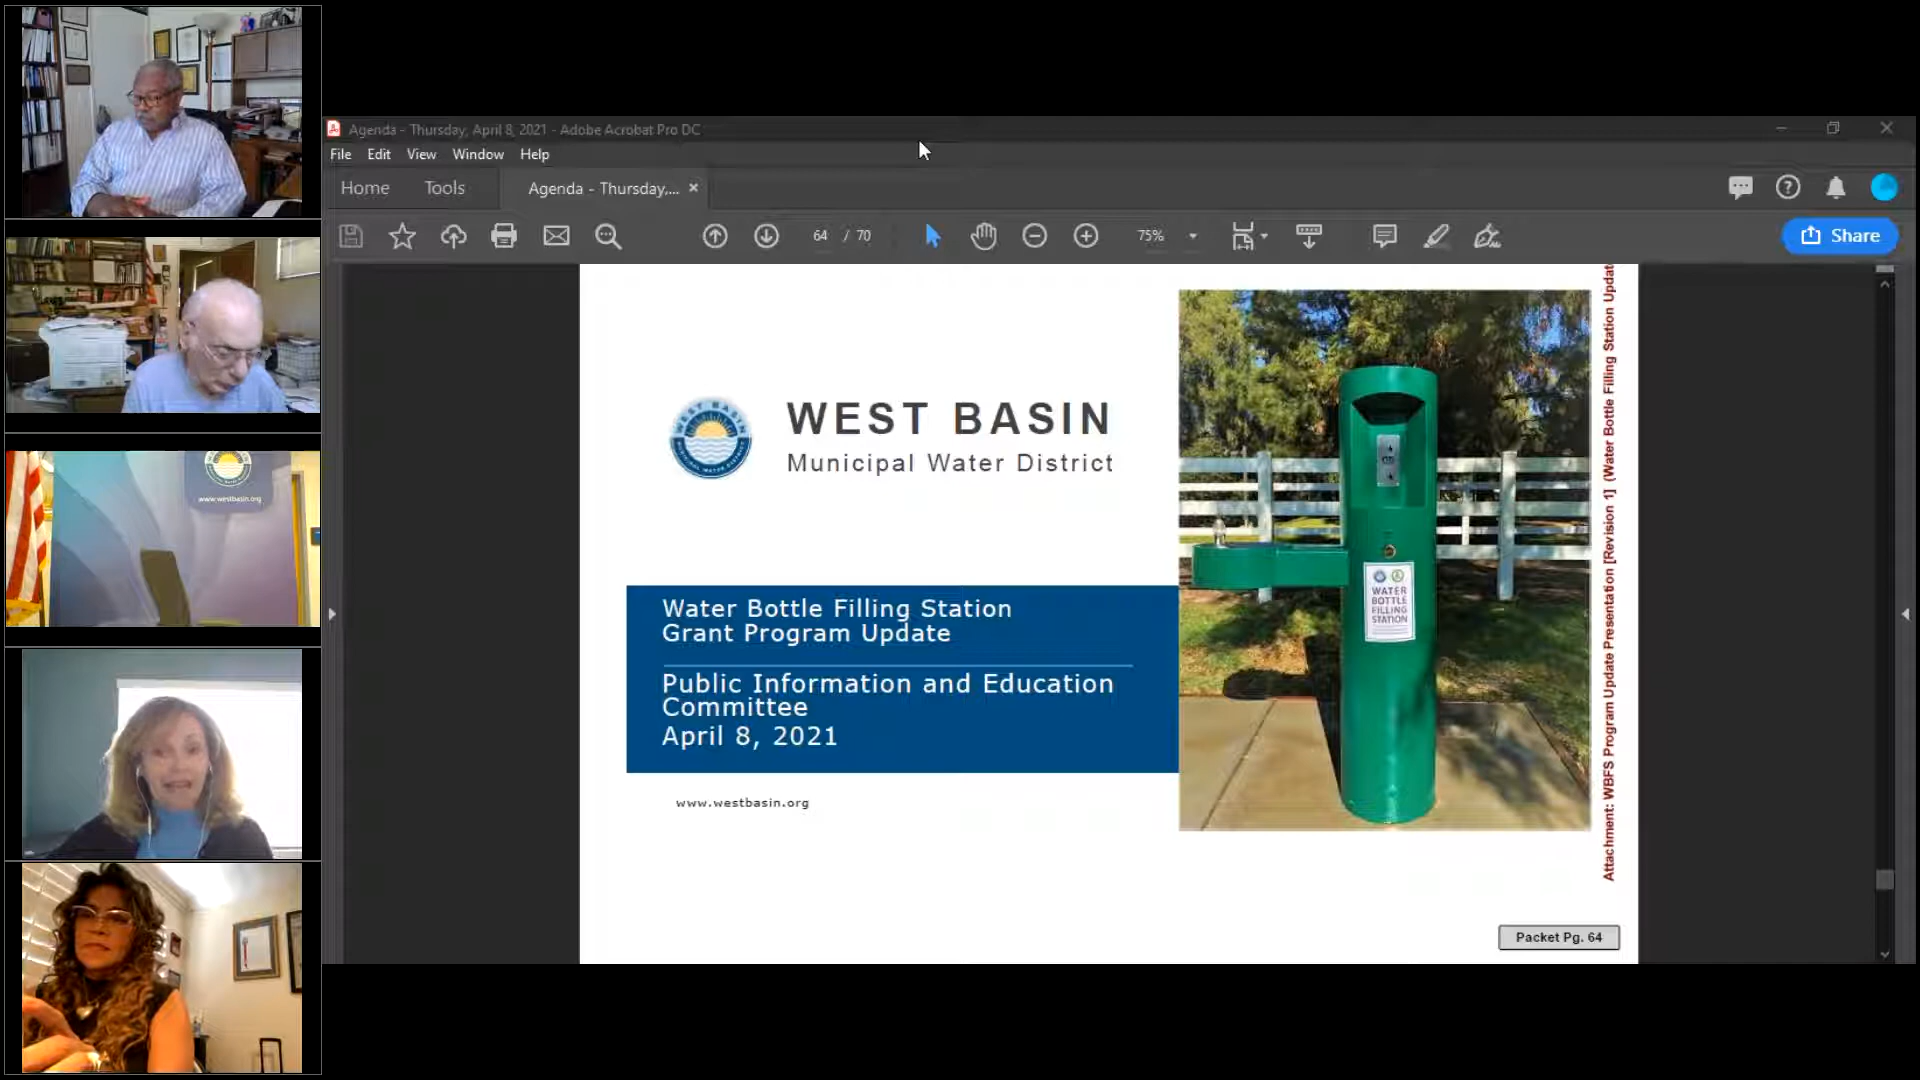 www.westbasin.org
Agenda - Thursday, April 8, 2021 - Adobe Acrobat Pro DC
File Edit View Window Help
Home Tools Agenda - Thursday,...
64 / 70 75% Share
WEST BASIN
Municipal Water District
Water Bottle Filling Station
Grant Program Update
Public Information and Education
Committee
April 8, 2021
www.westbasin.org
WATER
BOTTLE
FILLING
STATION
Attachment: WBFS Program Update Presentation [Revision 1] (Water Bottle Filling Station Updat
Packet Pg. 64